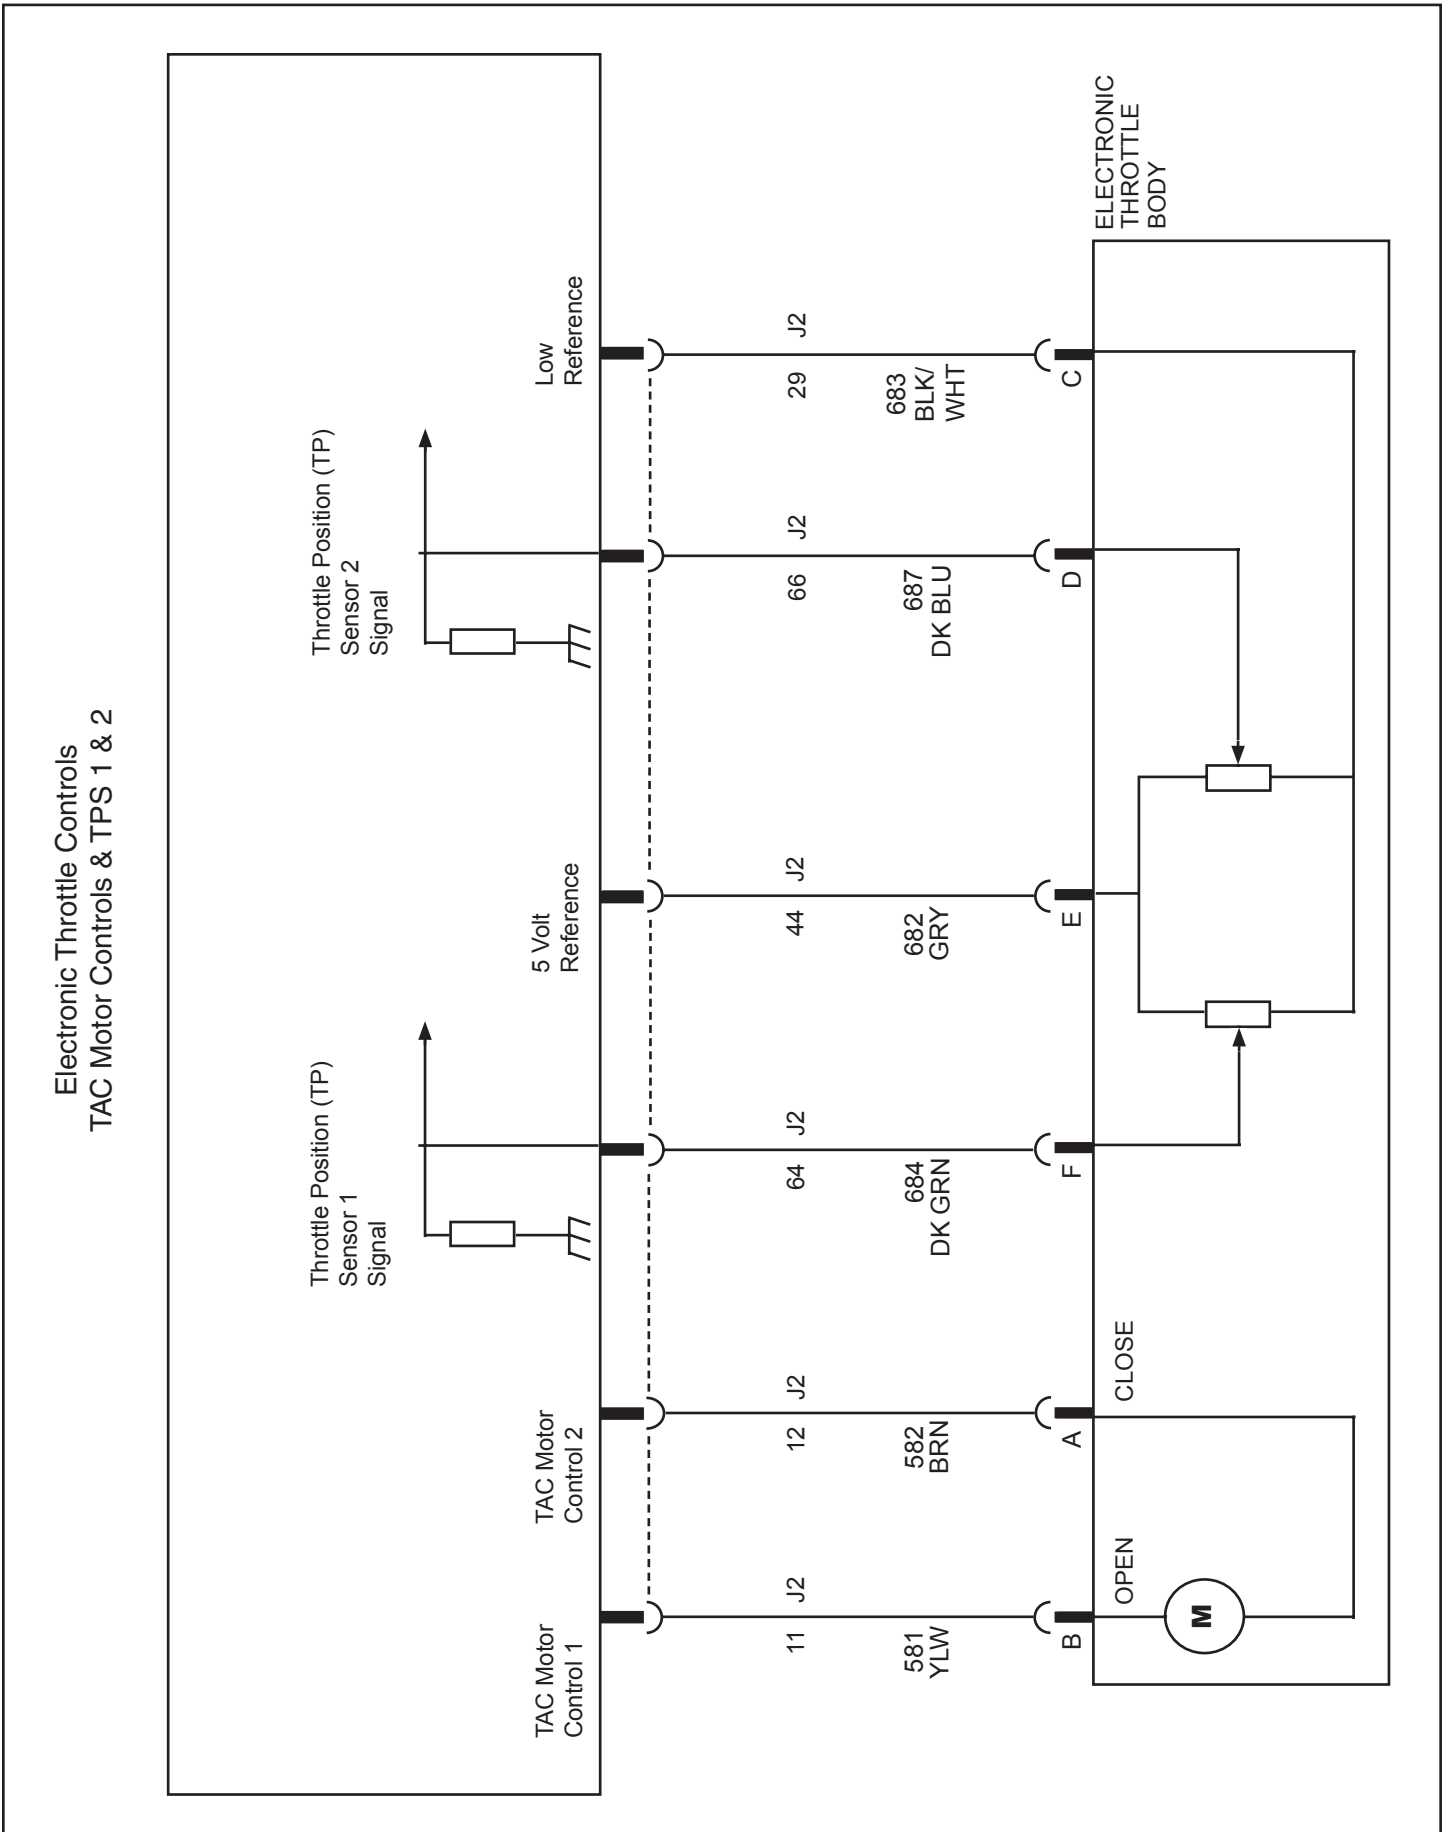 Electronic Throttle Controls
TAC Motor Controls & TPS 1 & 2
TAC Motor
Control 1
TAC Motor
Control 2
Throttle Position (TP)
Sensor 1
Signal
5 Volt
Reference
Throttle Position (TP)
Sensor 2
Signal
Low
Reference
11 J2
12 J2
64 J2
44 J2
66 J2
29 J2
581
YLW
582
BRN
684
DK GRN
682
GRY
687
DK BLU
683
BLK/
WHT
B
A
F
E
D
C
OPEN
CLOSE
M
ELECTRONIC
THROTTLE
BODY